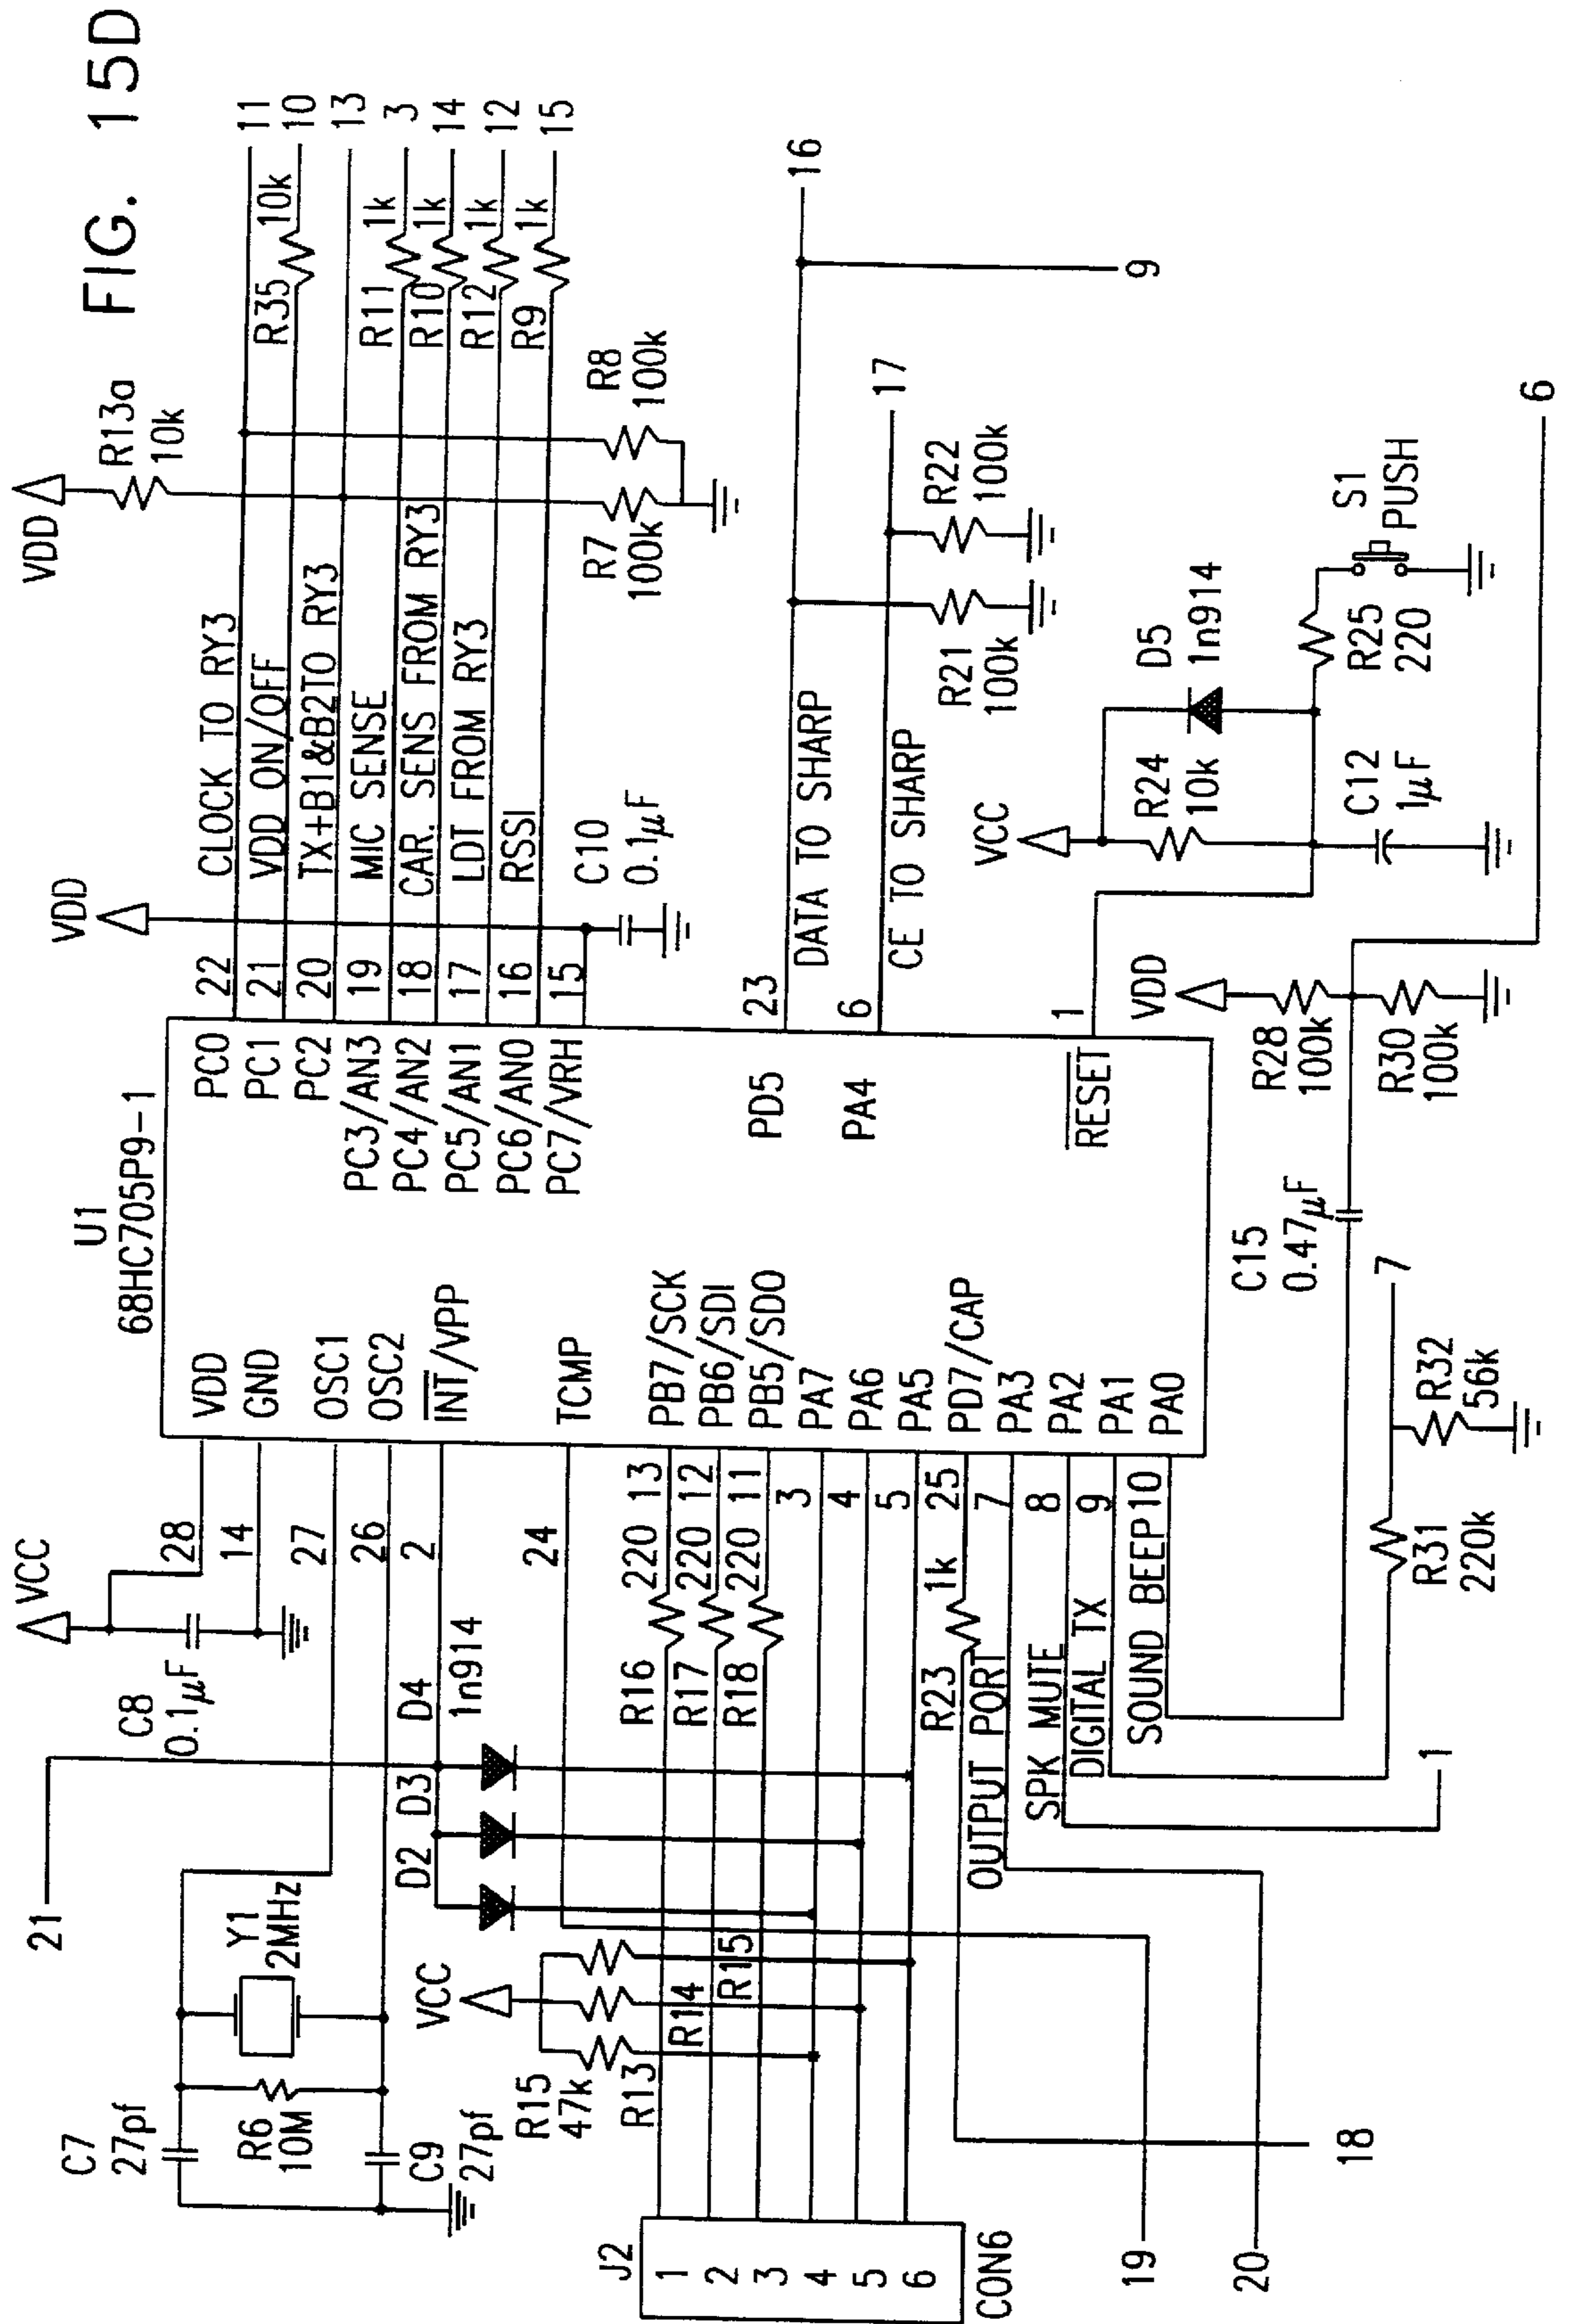 FIG. 15D
21
VCC
C8
0.1μF
C7
27pf
R6
10M
Y1
2MHz
C9
27pf
D2
D3
D4
1n914
VCC
R15
47k
R13
R14
R15
J2
1
2
3
4
5
6
CON6
R16
220
13
R17
220
12
R18
220
11
28
14
27
26
2
24
3
4
5
R23
1k
25
OUTPUT PORT
7
SPK MUTE
8
DIGITAL TX
9
SOUND BEEP
10
19
20
18
1
U1
68HC705P9-1
VDD
GND
OSC1
OSC2
INT/VPP
TCMP
PB7/SCK
PB6/SDI
PB5/SDO
PA7
PA6
PA5
PD7/CAP
PA3
PA2
PA1
PA0
PC0
PC1
PC2
PC3/AN3
PC4/AN2
PC5/AN1
PC6/AN0
PC7/VRH
PD5
PA4
RESET
22
CLOCK TO RY3
11
21
VDD ON/OFF
R35
10k
10
20
TX+B1&B2TO RY3
13
19
MIC SENSE
R11
1k
3
18
CAR. SENS FROM RY3
R10
1k
14
17
LDT FROM RY3
R12
1k
12
16
RSSI
R9
1k
15
15
VDD
C10
0.1μF
VDD
R13a
10k
R7
100k
R8
100k
23
DATA TO SHARP
16
9
6
CE TO SHARP
17
R21
100k
R22
100k
1
VCC
R24
10k
D5
1n914
C12
1μF
R25
220
S1
PUSH
VDD
R28
100k
R30
100k
6
C15
0.47μF
R31
220k
7
R32
56k